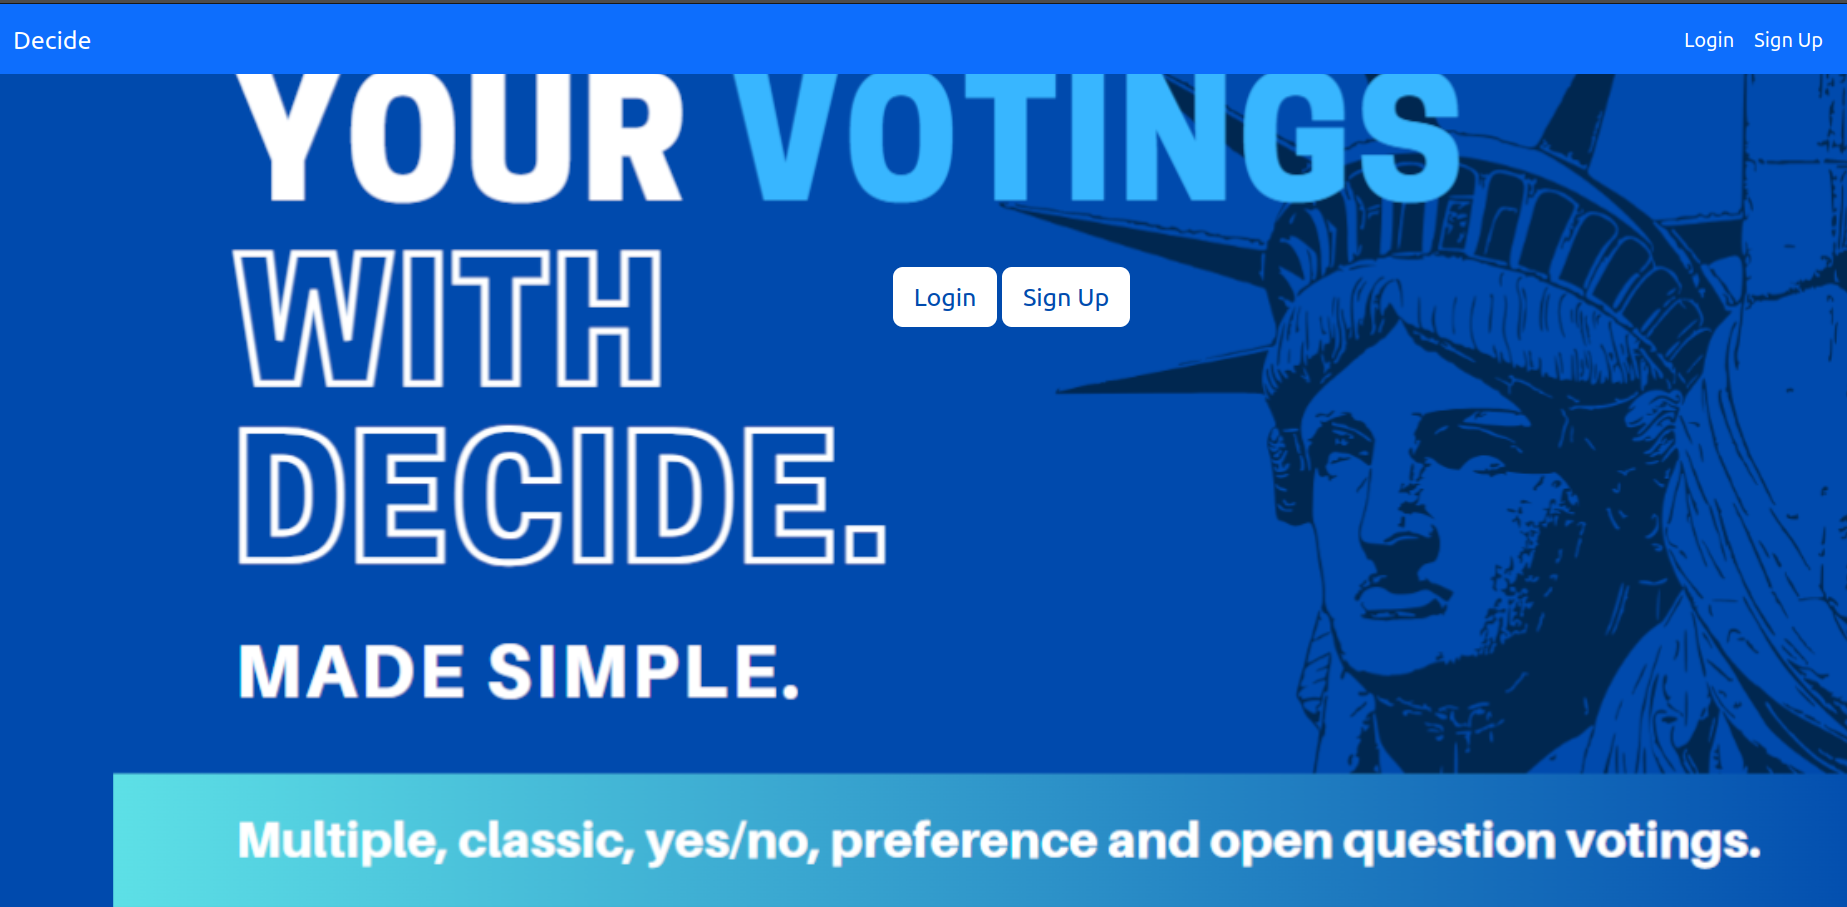 Decide
Login Sign Up
YOUR VOTINGS
WITH
Login Sign Up
DECIDE.
MADE SIMPLE.
Multiple, classic, yes/no, preference and open question votings.